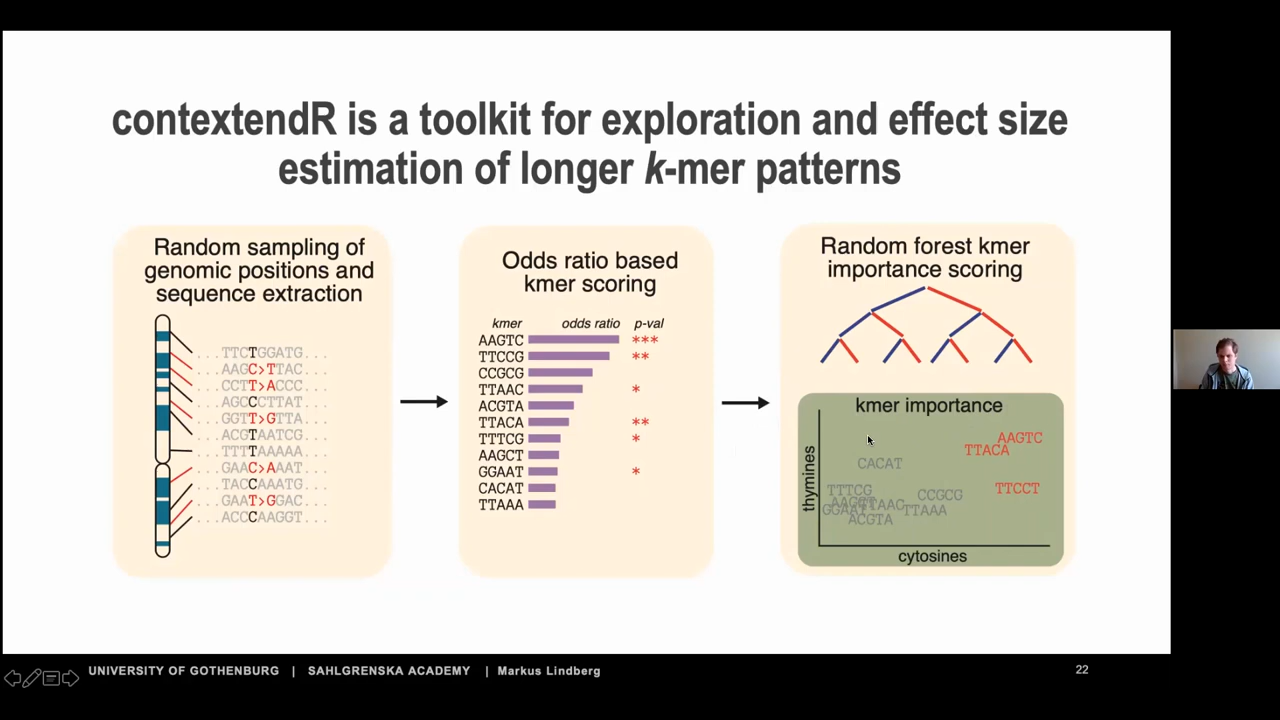 contextendR is a toolkit for exploration and effect size
estimation of longer k-mer patterns
Random sampling of
genomic positions and
sequence extraction
...TTCTGGATG...
...AAGC>TTAC...
...CCTT>ACCC...
...AGCCCTTAT...
...GGTT>GTTA...
...ACGTAATCG...
...TTTTAAAAA...
...GAAC>AAAT...
...TACCAAATG...
...GAAT>GGAC...
...ACCCAAGGT...
Odds ratio based
kmer scoring
kmer odds ratio p-val
AAGTC ***
TTCCG **
CCGCG
TTAAC *
ACGTA
TTACA **
TTTCG *
AAGCT
GGAAT *
CACAT
TTAAA
Random forest kmer
importance scoring
kmer importance
thymines
AAGTC
TTACA
CACAT
TTTCG
CCGCG
TTCCT
AAGCT
TTAAC
GGAAT
TTAAA
ACGTA
cytosines
UNIVERSITY OF GOTHENBURG | SAHLGRENSKA ACADEMY | Markus Lindberg
22